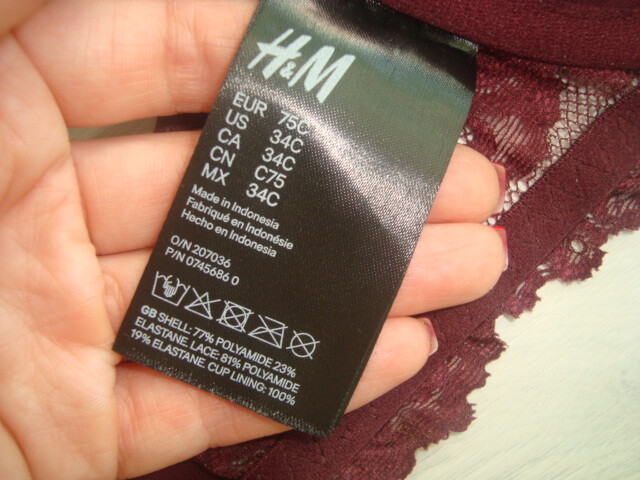 H&M
EUR 75C
US 34C
CA 34C
CN C75
MX 34C
Made in Indonesia
Fabriqué en Indonésie
Hecho en Indonesia
O/N 207036
P/N 0745686 0
GB SHELL: 77% POLYAMIDE 23%
ELASTANE. LACE: 81% POLYAMIDE
19% ELASTANE. CUP LINING: 100%